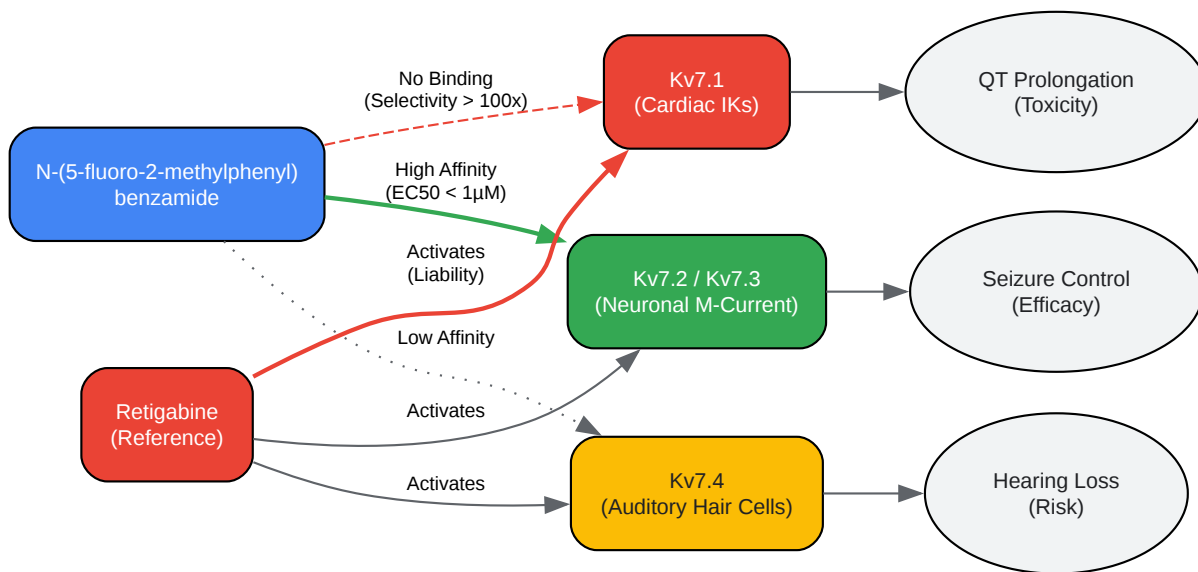 No Binding
(Selectivity > 100x)
Kv7.1
(Cardiac IKs)
QT Prolongation
(Toxicity)
N-(5-fluoro-2-methylphenyl)
benzamide
High Affinity
(EC50 < 1µM)
Activates
(Liability)
Kv7.2 / Kv7.3
(Neuronal M-Current)
Seizure Control
(Efficacy)
Low Affinity
Retigabine
(Reference)
Activates
Activates
Kv7.4
(Auditory Hair Cells)
Hearing Loss
(Risk)